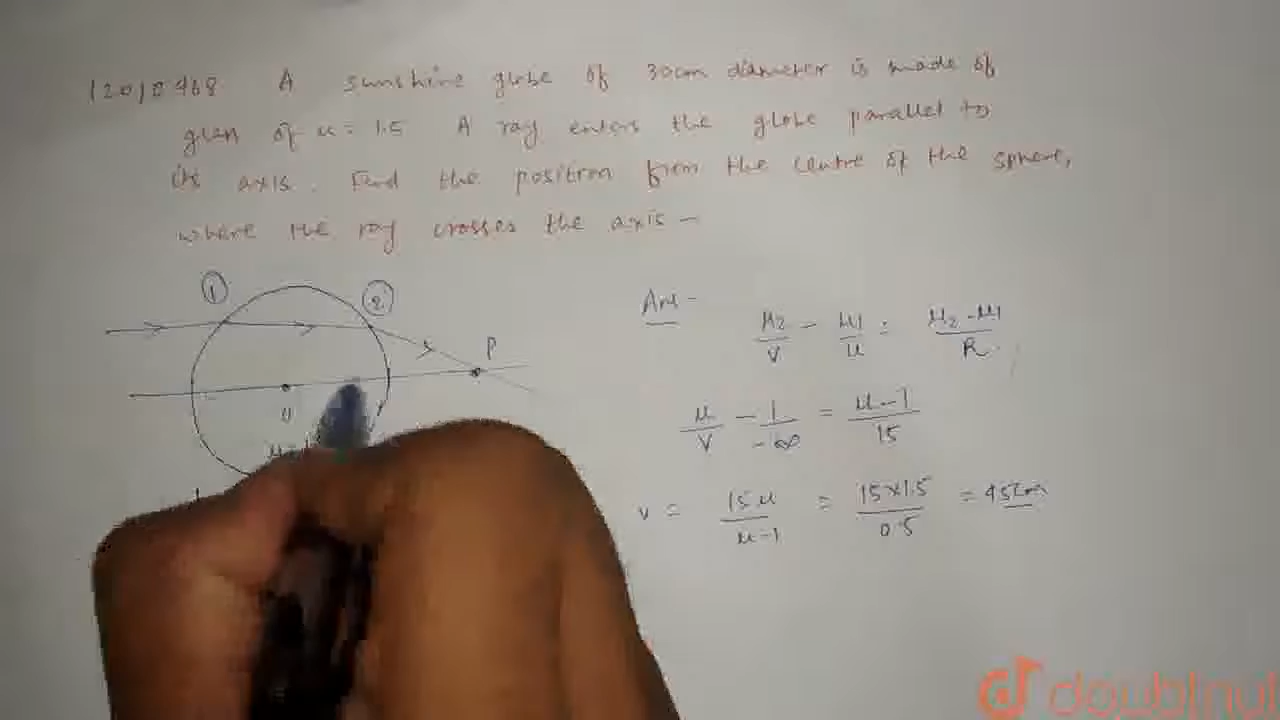 12010468 A sunshine globe of 30cm diameter is made of
glass of u = 1.5 A ray enters the globe parallel to
its axis. Find the position from the centre of the sphere,
where the ray crosses the axis -
① ②
P
Ans -
μ2/v - μ1/u = μ2-μ1/R
μ/v - 1/-∞ = μ-1/15
v = 15μ/μ-1 = 15×1.5/0.5 = 45cm
doubtnut